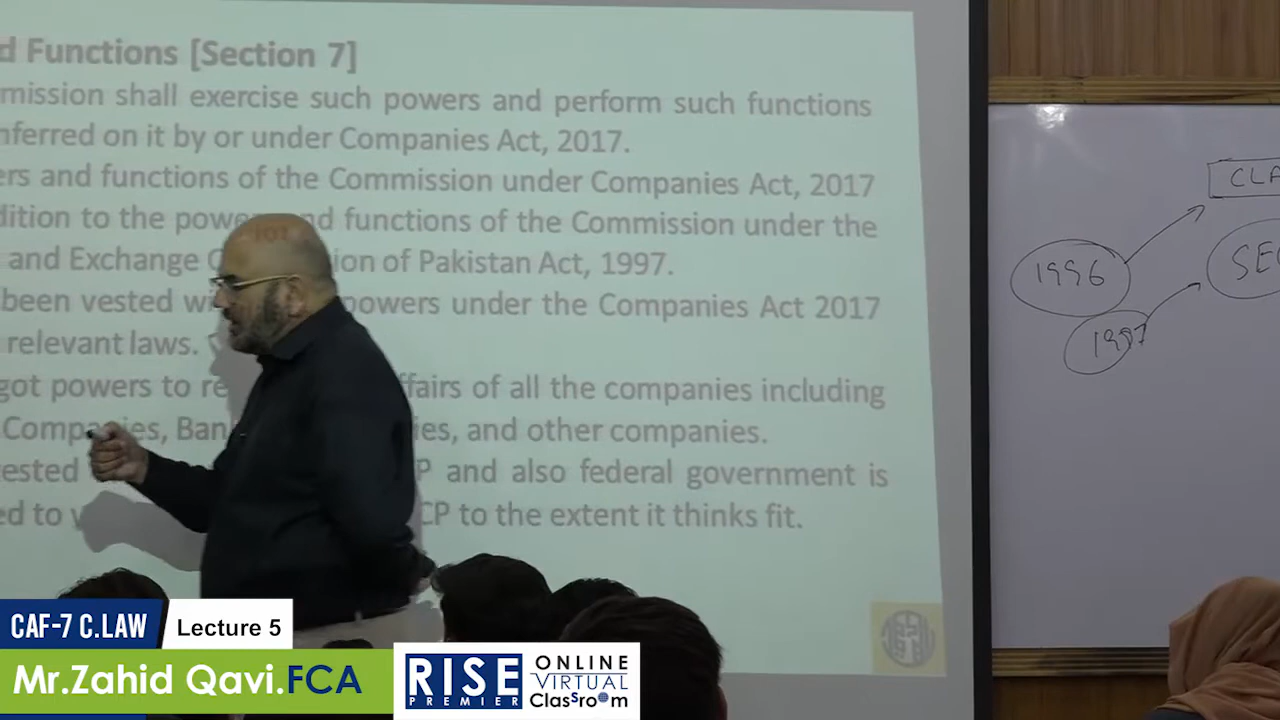 d Functions [Section 7]
mission shall exercise such powers and perform such functions
nferred on it by or under Companies Act, 2017.
ers and functions of the Commission under Companies Act, 2017
dition to the powe nd functions of the Commission under the
and Exchange C ion of Pakistan Act, 1997.
been vested wi powers under the Companies Act 2017
relevant laws.
got powers to re ffairs of all the companies including
Companies, Ban ies, and other companies.
ested P and also federal government is
ed to v CP to the extent it thinks fit.
CLA
1996
SEC
1997
CAF-7 C.LAW
Lecture 5
Mr.Zahid Qavi.FCA
RISE
PREMIER
ONLINE
VIRTUAL
Classroom